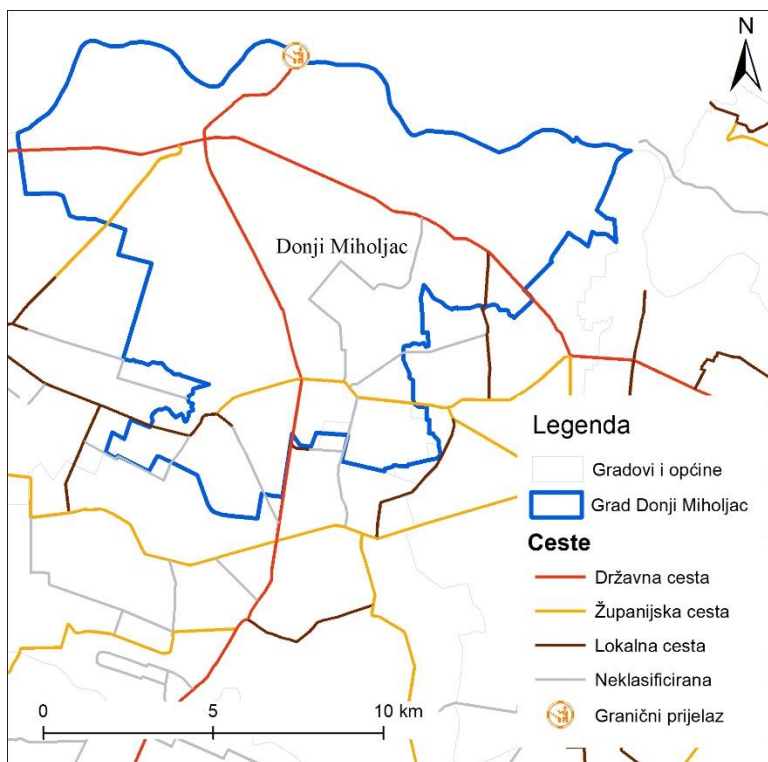 N
Donji Miholjac
Legenda
Gradovi i općine
Grad Donji Miholjac
Ceste
Državna cesta
Županijska cesta
Lokalna cesta
Neklasificirana
Granični prijelaz
0 5 10 km